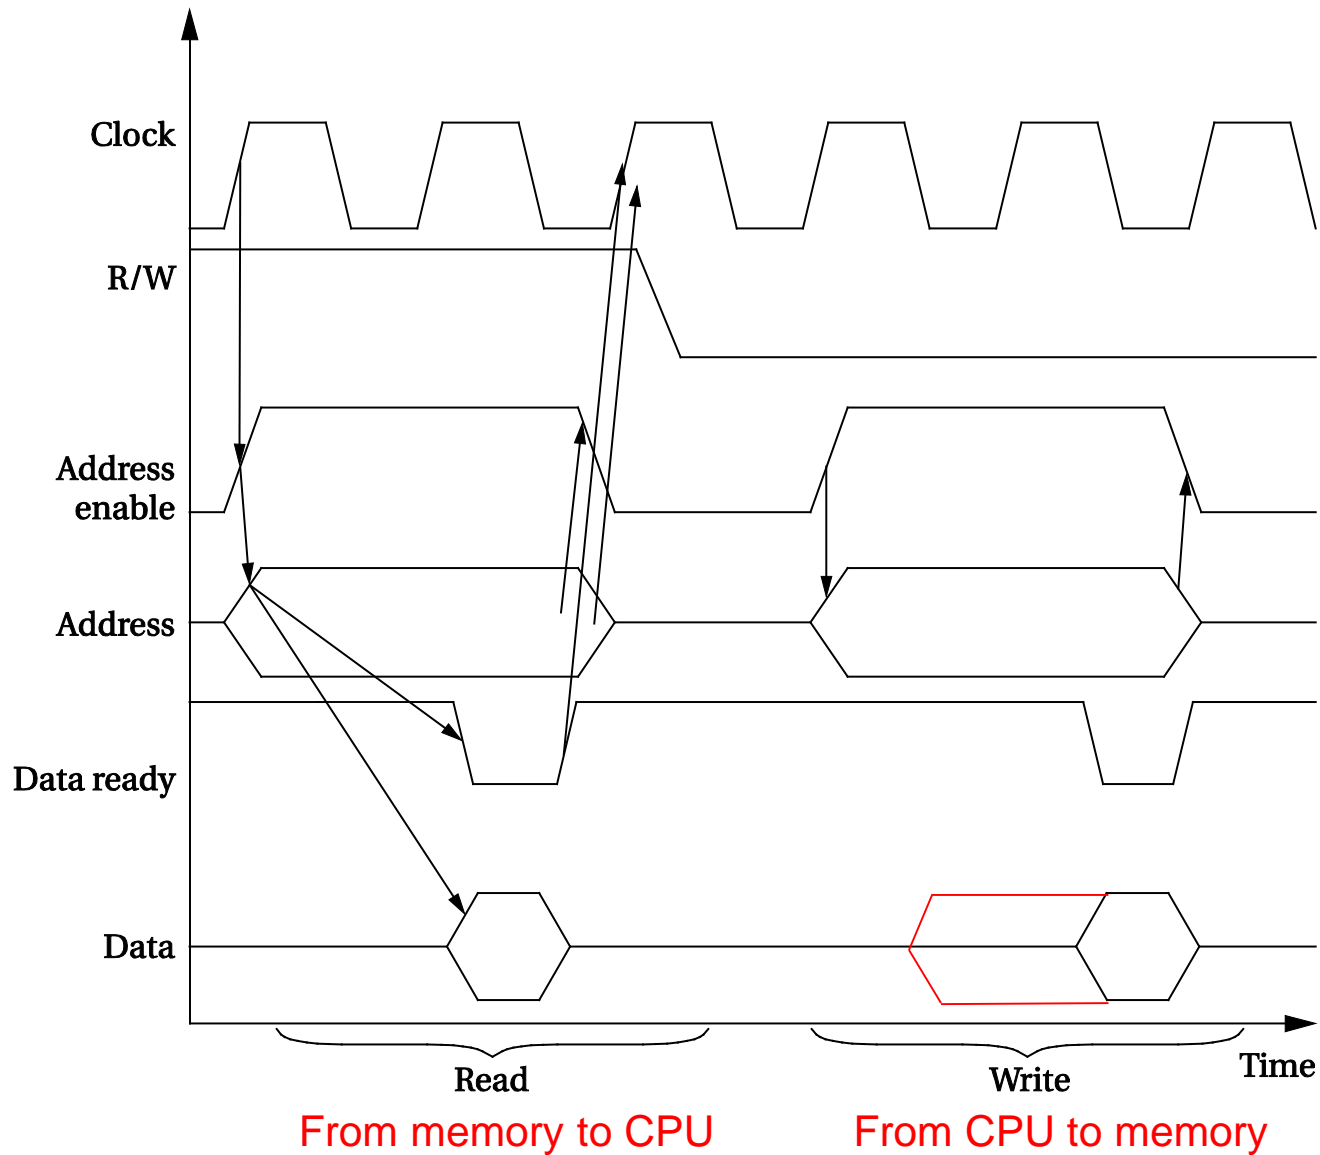 Clock
R/W
Address
enable
Address
Data ready
Data
Time
Read
Write
From memory to CPU
From CPU to memory